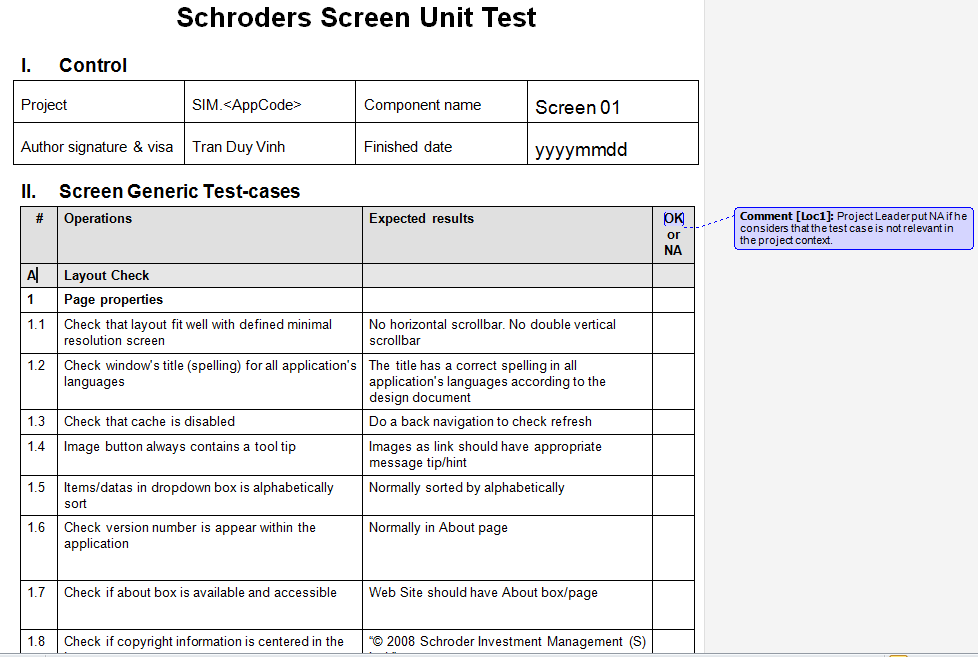 Schroders Screen Unit Test
I. Control
Project SIM.<AppCode> Component name Screen 01
Author signature & visa Tran Duy Vinh Finished date yyyymmdd
II. Screen Generic Test-cases
# Operations Expected results OK
or
NA
Comment [Loc1]: Project Leader put NA if he
considers that the test case is not relevant in
the project context.
A Layout Check
1 Page properties
1.1 Check that layout fit well with defined minimal
resolution screen
No horizontal scrollbar. No double vertical
scrollbar
1.2 Check window's title (spelling) for all application's
languages
The title has a correct spelling in all
application's languages according to the
design document
1.3 Check that cache is disabled Do a back navigation to check refresh
1.4 Image button always contains a tool tip
Images as link should have appropriate
message tip/hint
1.5 Items/datas in dropdown box is alphabetically
sort
Normally sorted by alphabetically
1.6 Check version number is appear within the
application
Normally in About page
1.7 Check if about box is available and accessible Web Site should have About box/page
1.8 Check if copyright information is centered in the
“© 2008 Schroder Investment Management (S)